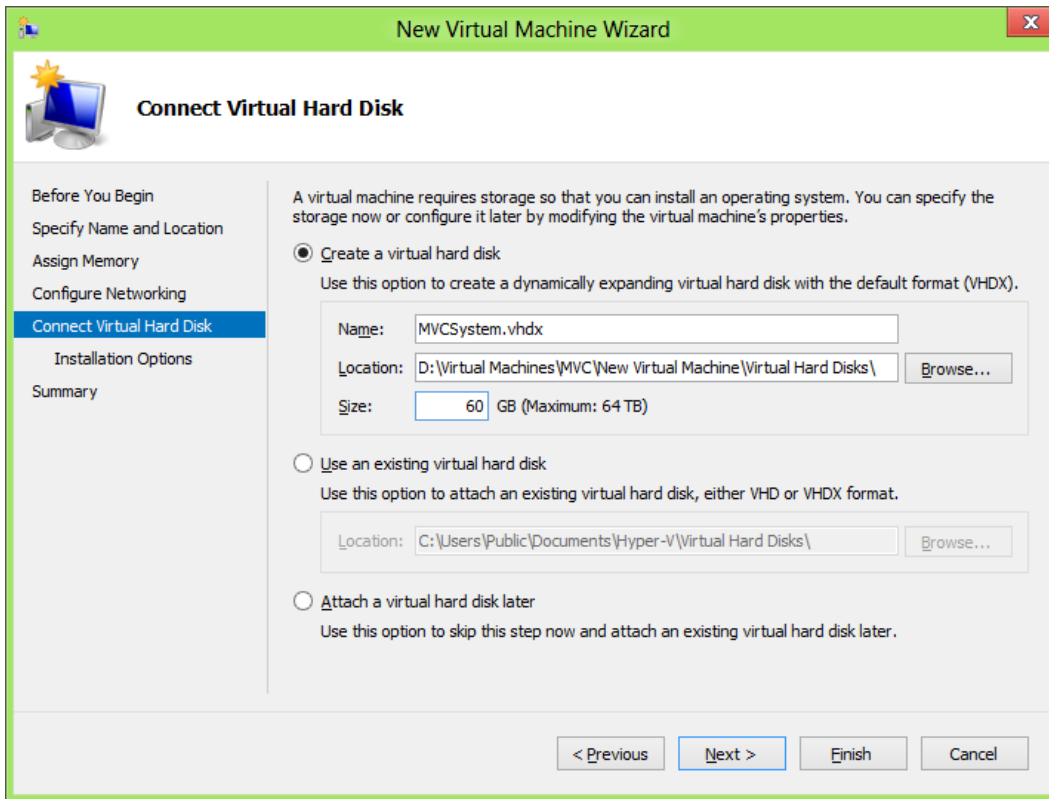 New Virtual Machine Wizard
Connect Virtual Hard Disk
Before You Begin
Specify Name and Location
Assign Memory
Configure Networking
Connect Virtual Hard Disk
Installation Options
Summary
A virtual machine requires storage so that you can install an operating system. You can specify the
storage now or configure it later by modifying the virtual machine's properties.
Create a virtual hard disk
Use this option to create a dynamically expanding virtual hard disk with the default format (VHDX).
Name: MVCSystem.vhdx
Location: D:\Virtual Machines\MVC\New Virtual Machine\Virtual Hard Disks\ Browse...
Size: 60 GB (Maximum: 64 TB)
Use an existing virtual hard disk
Use this option to attach an existing virtual hard disk, either VHD or VHDX format.
Location: C:\Users\Public\Documents\Hyper-V\Virtual Hard Disks\ Browse...
Attach a virtual hard disk later
Use this option to skip this step now and attach an existing virtual hard disk later.
< Previous Next > Finish Cancel